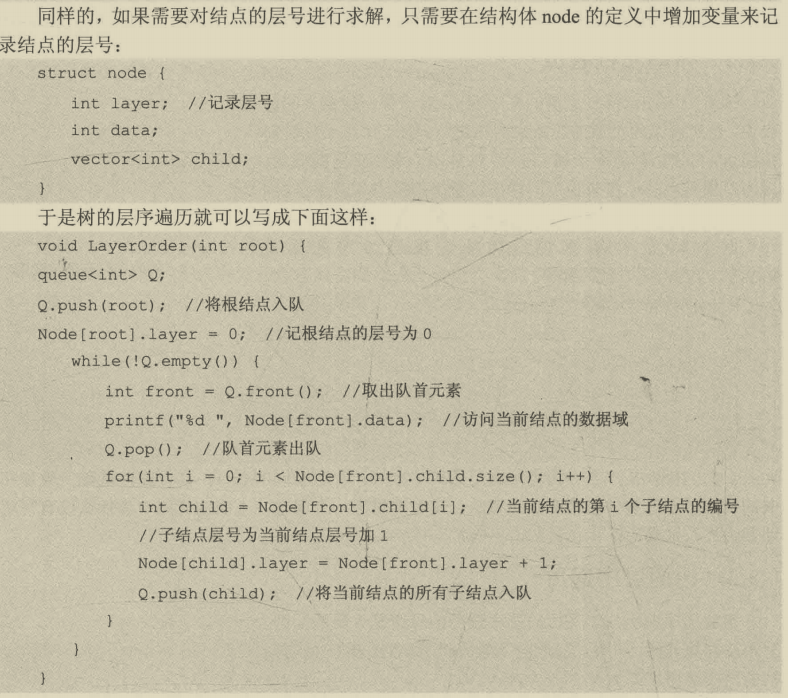 同样的，如果需要对结点的层号进行求解，只需要在结构体 node 的定义中增加变量来记
录结点的层号：
struct node {
int layer;  //记录层号
int data;
vector<int> child;
}
于是树的层序遍历就可以写成下面这样：
void LayerOrder(int root) {
queue<int> Q;
Q.push(root);  //将根结点入队
Node[root].layer = 0;  //记根结点的层号为 0
while(!Q.empty()) {
int front = Q.front();  //取出队首元素
printf("%d ", Node[front].data);  //访问当前结点的数据域
Q.pop();  //队首元素出队
for(int i = 0; i < Node[front].child.size(); i++) {
int child = Node[front].child[i];  //当前结点的第 i 个子结点的编号
//子结点层号为当前结点层号加 1
Node[child].layer = Node[front].layer + 1;
Q.push(child);  //将当前结点的所有子结点入队
}
}
}